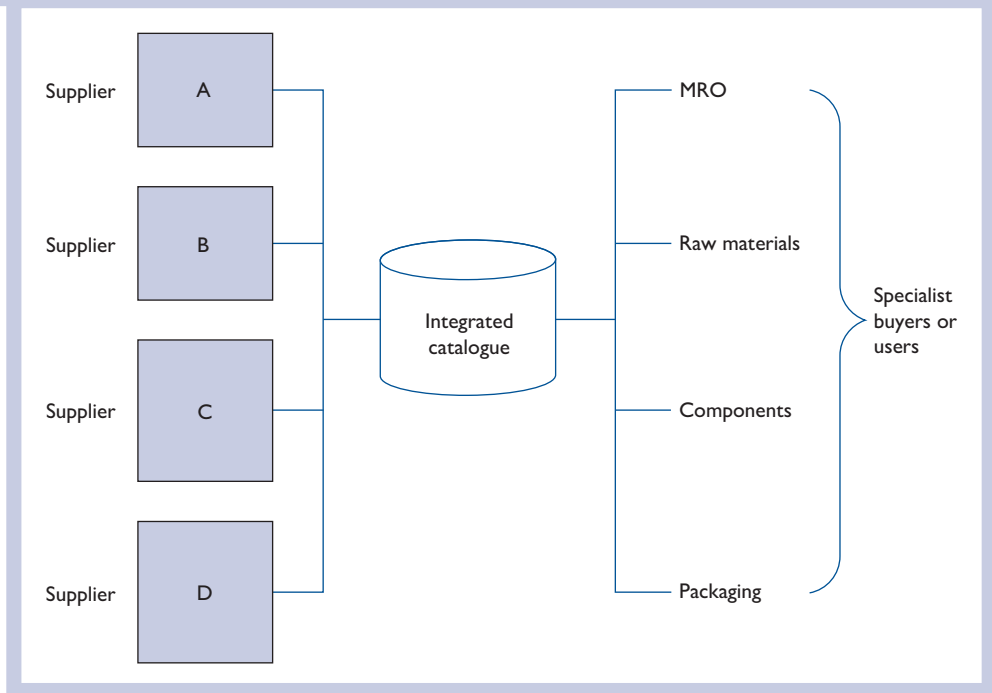 Supplier
A
Supplier
B
Supplier
C
Supplier
D
Integrated
catalogue
MRO
Raw materials
Components
Packaging
Specialist
buyers or
users